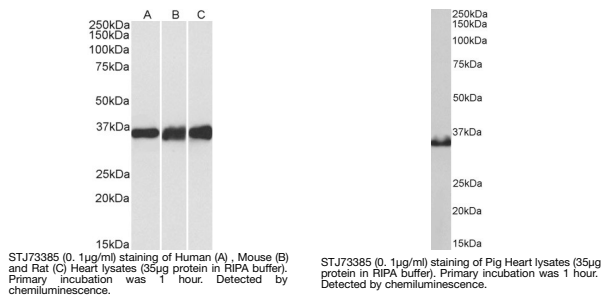 A B C
250kDa
150kDa
100kDa
75kDa
50kDa
37kDa
25kDa
20kDa
15kDa
STJ73385 (0. 1µg/ml) staining of Human (A) , Mouse (B)
and Rat (C) Heart lysates (35µg protein in RIPA buffer).
Primary incubation was 1 hour. Detected by
chemiluminescence.
250kDa
150kDa
100kDa
75kDa
50kDa
37kDa
25kDa
20kDa
15kDa
STJ73385 (0. 1µg/ml) staining of Pig Heart lysates (35µg
protein in RIPA buffer). Primary incubation was 1 hour.
Detected by chemiluminescence.